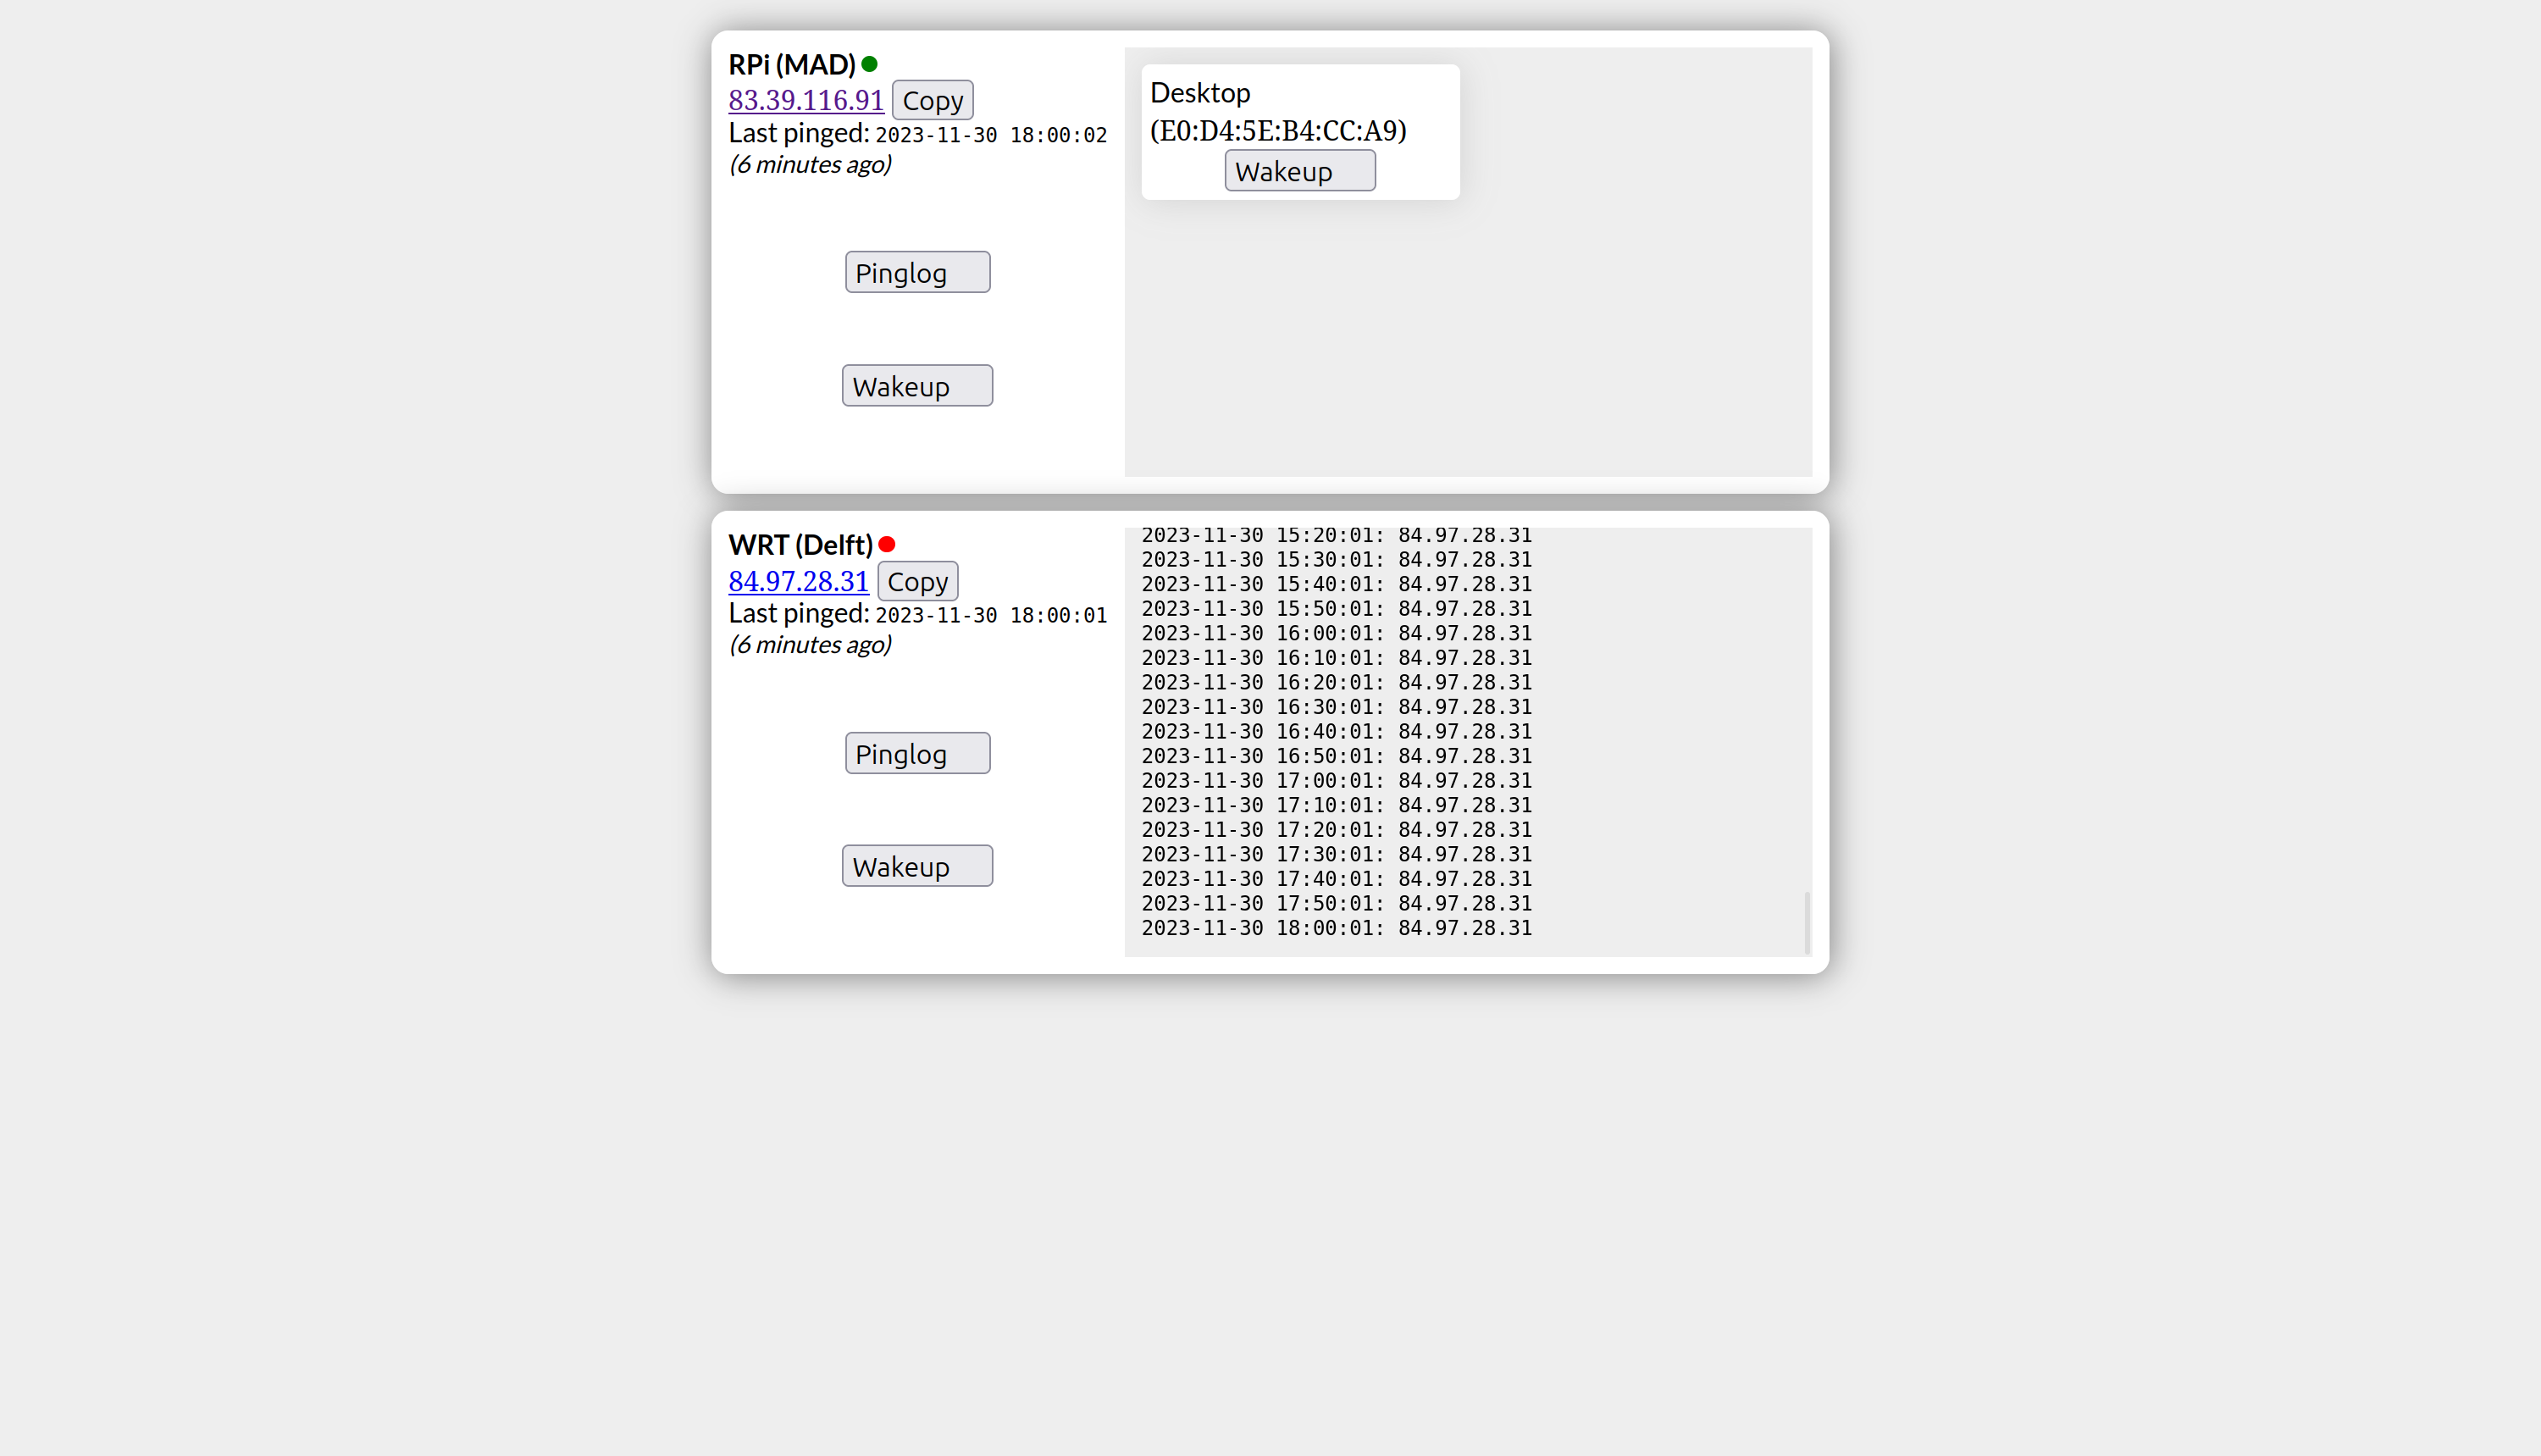 RPi (MAD)
83.39.116.91 Copy
Last pinged: 2023-11-30 18:00:02
(6 minutes ago)
Pinglog
Wakeup
Desktop
(E0:D4:5E:B4:CC:A9)
Wakeup
WRT (Delft)
84.97.28.31 Copy
Last pinged: 2023-11-30 18:00:01
(6 minutes ago)
Pinglog
Wakeup
2023-11-30 15:20:01: 84.97.28.31
2023-11-30 15:30:01: 84.97.28.31
2023-11-30 15:40:01: 84.97.28.31
2023-11-30 15:50:01: 84.97.28.31
2023-11-30 16:00:01: 84.97.28.31
2023-11-30 16:10:01: 84.97.28.31
2023-11-30 16:20:01: 84.97.28.31
2023-11-30 16:30:01: 84.97.28.31
2023-11-30 16:40:01: 84.97.28.31
2023-11-30 16:50:01: 84.97.28.31
2023-11-30 17:00:01: 84.97.28.31
2023-11-30 17:10:01: 84.97.28.31
2023-11-30 17:20:01: 84.97.28.31
2023-11-30 17:30:01: 84.97.28.31
2023-11-30 17:40:01: 84.97.28.31
2023-11-30 17:50:01: 84.97.28.31
2023-11-30 18:00:01: 84.97.28.31